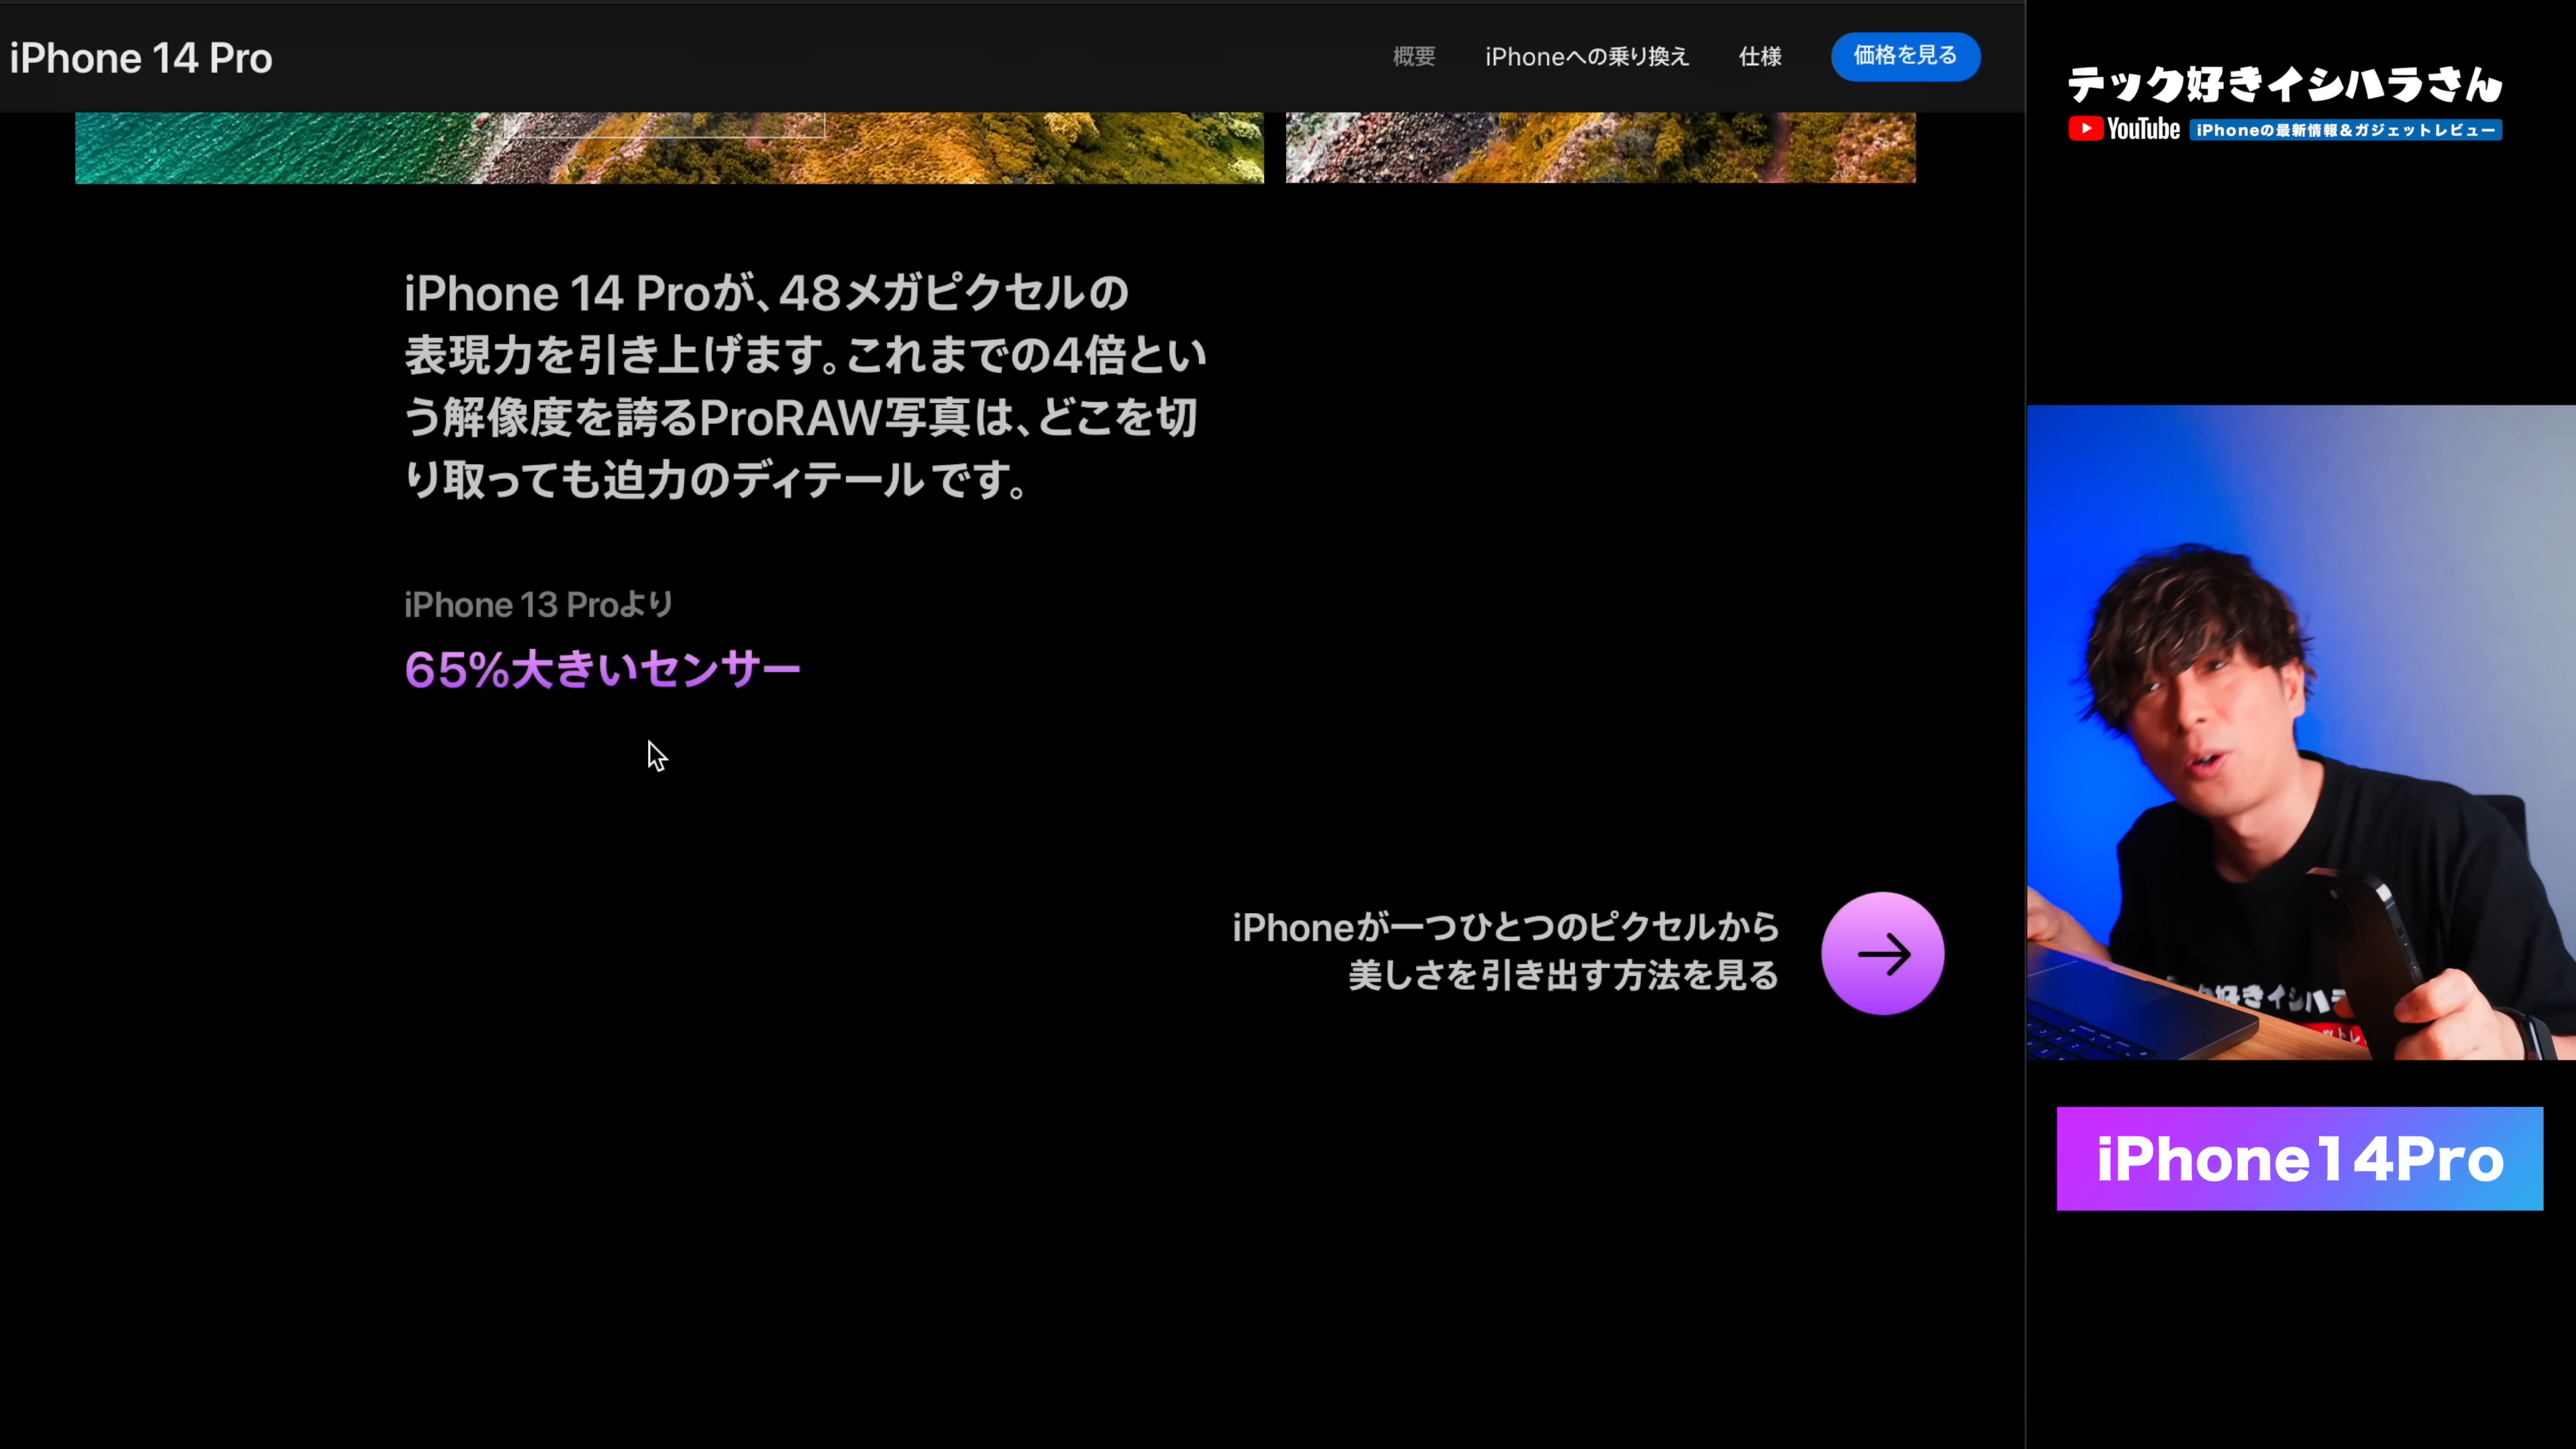 iPhone 14 Pro
概要 iPhoneへの乗り換え 仕様 価格を見る
iPhone 14 Proが、48メガピクセルの
表現力を引き上げます。これまでの4倍とい
う解像度を誇るProRAW写真は、どこを切
り取っても迫力のディテールです。
iPhone 13 Proより
65%大きいセンサー
iPhoneが一つひとつのピクセルから
美しさを引き出す方法を見る
テック好きイシハラさん
YouTube iPhoneの最新情報&ガジェットレビュー
好きイシハラ
iPhone14Pro